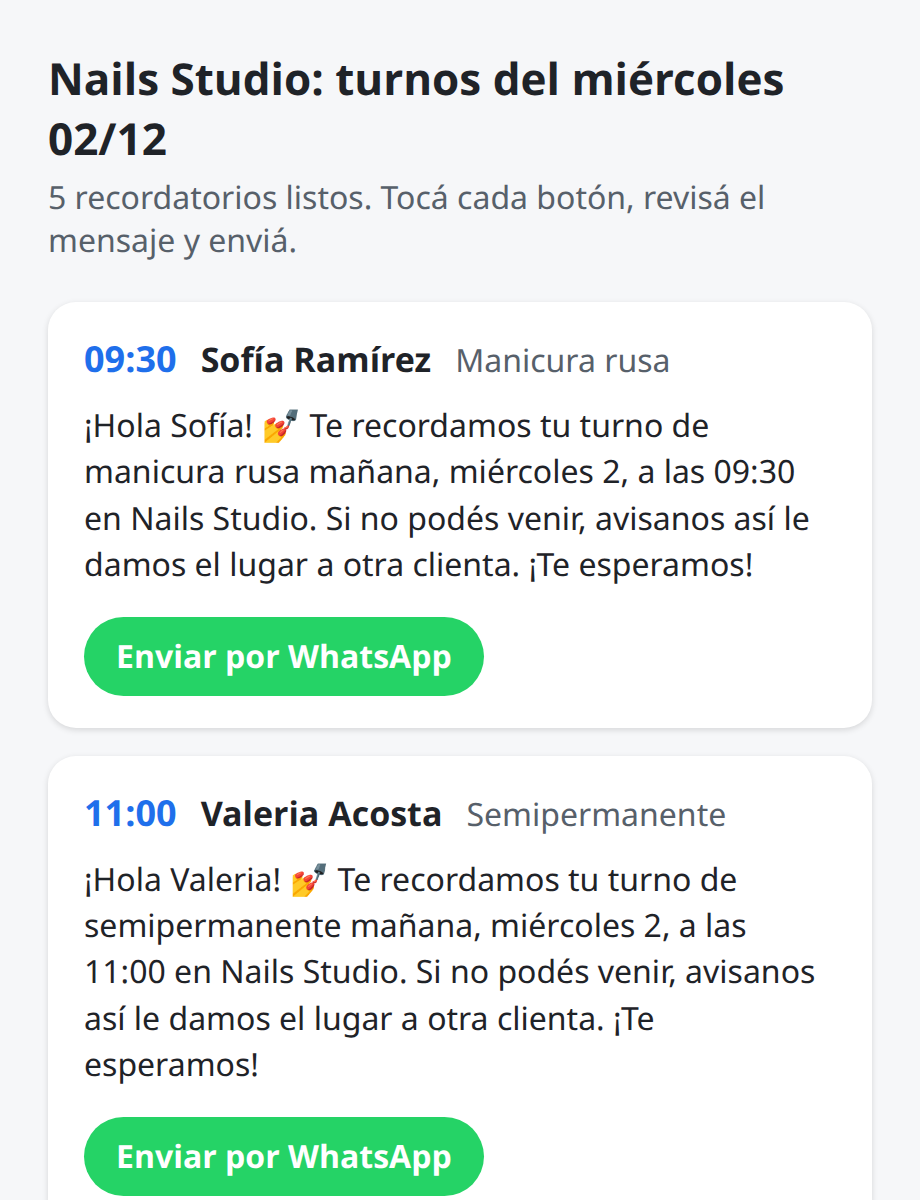 Nails Studio: turnos del miércoles
02/12
5 recordatorios listos. Tocá cada botón, revisá el
mensaje y enviá.
09:30 Sofía Ramírez Manicura rusa
¡Hola Sofía! 💅 Te recordamos tu turno de
manicura rusa mañana, miércoles 2, a las 09:30
en Nails Studio. Si no podés venir, avisanos así le
damos el lugar a otra clienta. ¡Te esperamos!
Enviar por WhatsApp
11:00 Valeria Acosta Semipermanente
¡Hola Valeria! 💅 Te recordamos tu turno de
semipermanente mañana, miércoles 2, a las
11:00 en Nails Studio. Si no podés venir, avisanos
así le damos el lugar a otra clienta. ¡Te
esperamos!
Enviar por WhatsApp